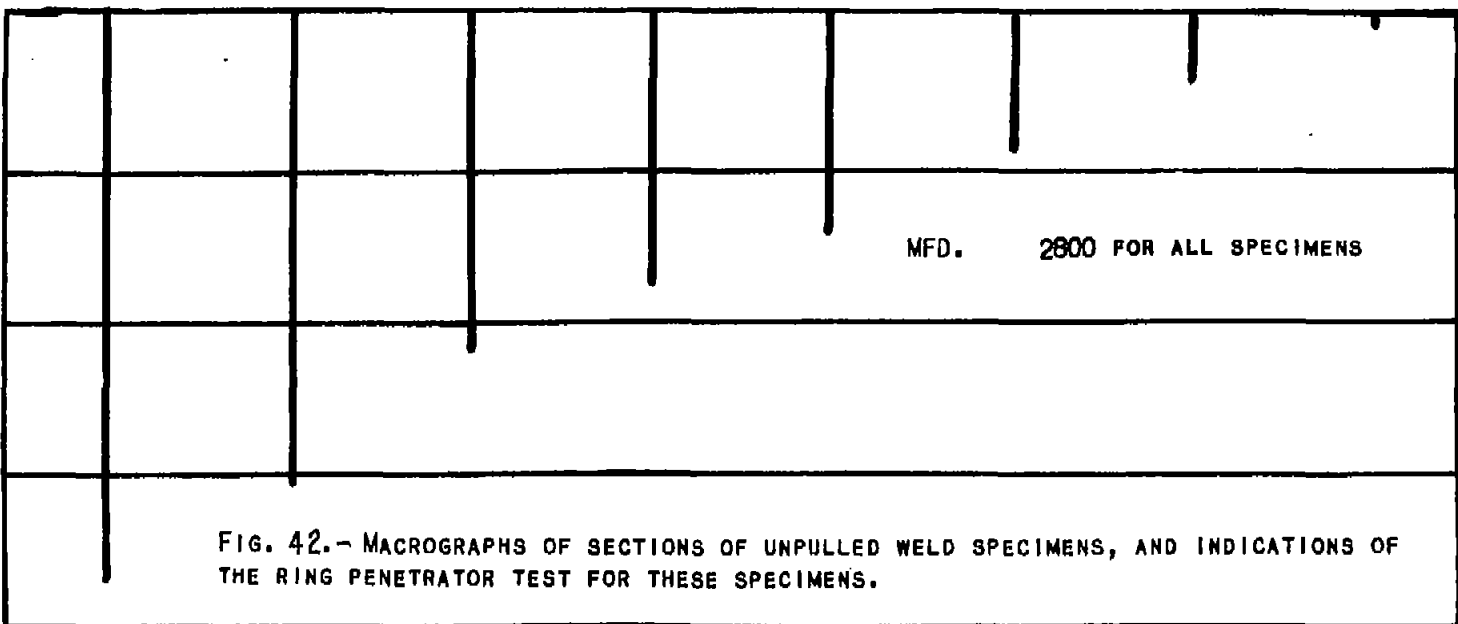 MFD. 2800 FOR ALL SPECIMENS
FIG. 42.- MACROGRAPHS OF SECTIONS OF UNPULLED WELD SPECIMENS, AND INDICATIONS OF
THE RING PENETRATOR TEST FOR THESE SPECIMENS.